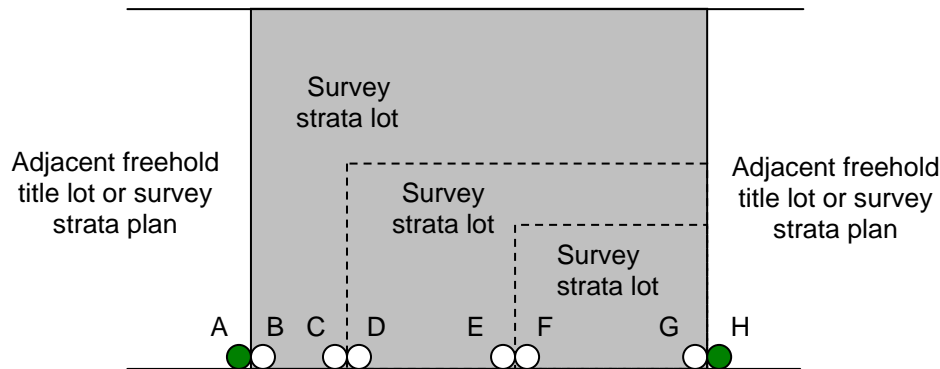 Survey
strata lot
Adjacent freehold
title lot or survey
strata plan
Survey
strata lot
Adjacent freehold
title lot or survey
strata plan
Survey
strata lot
A B C D E F G H